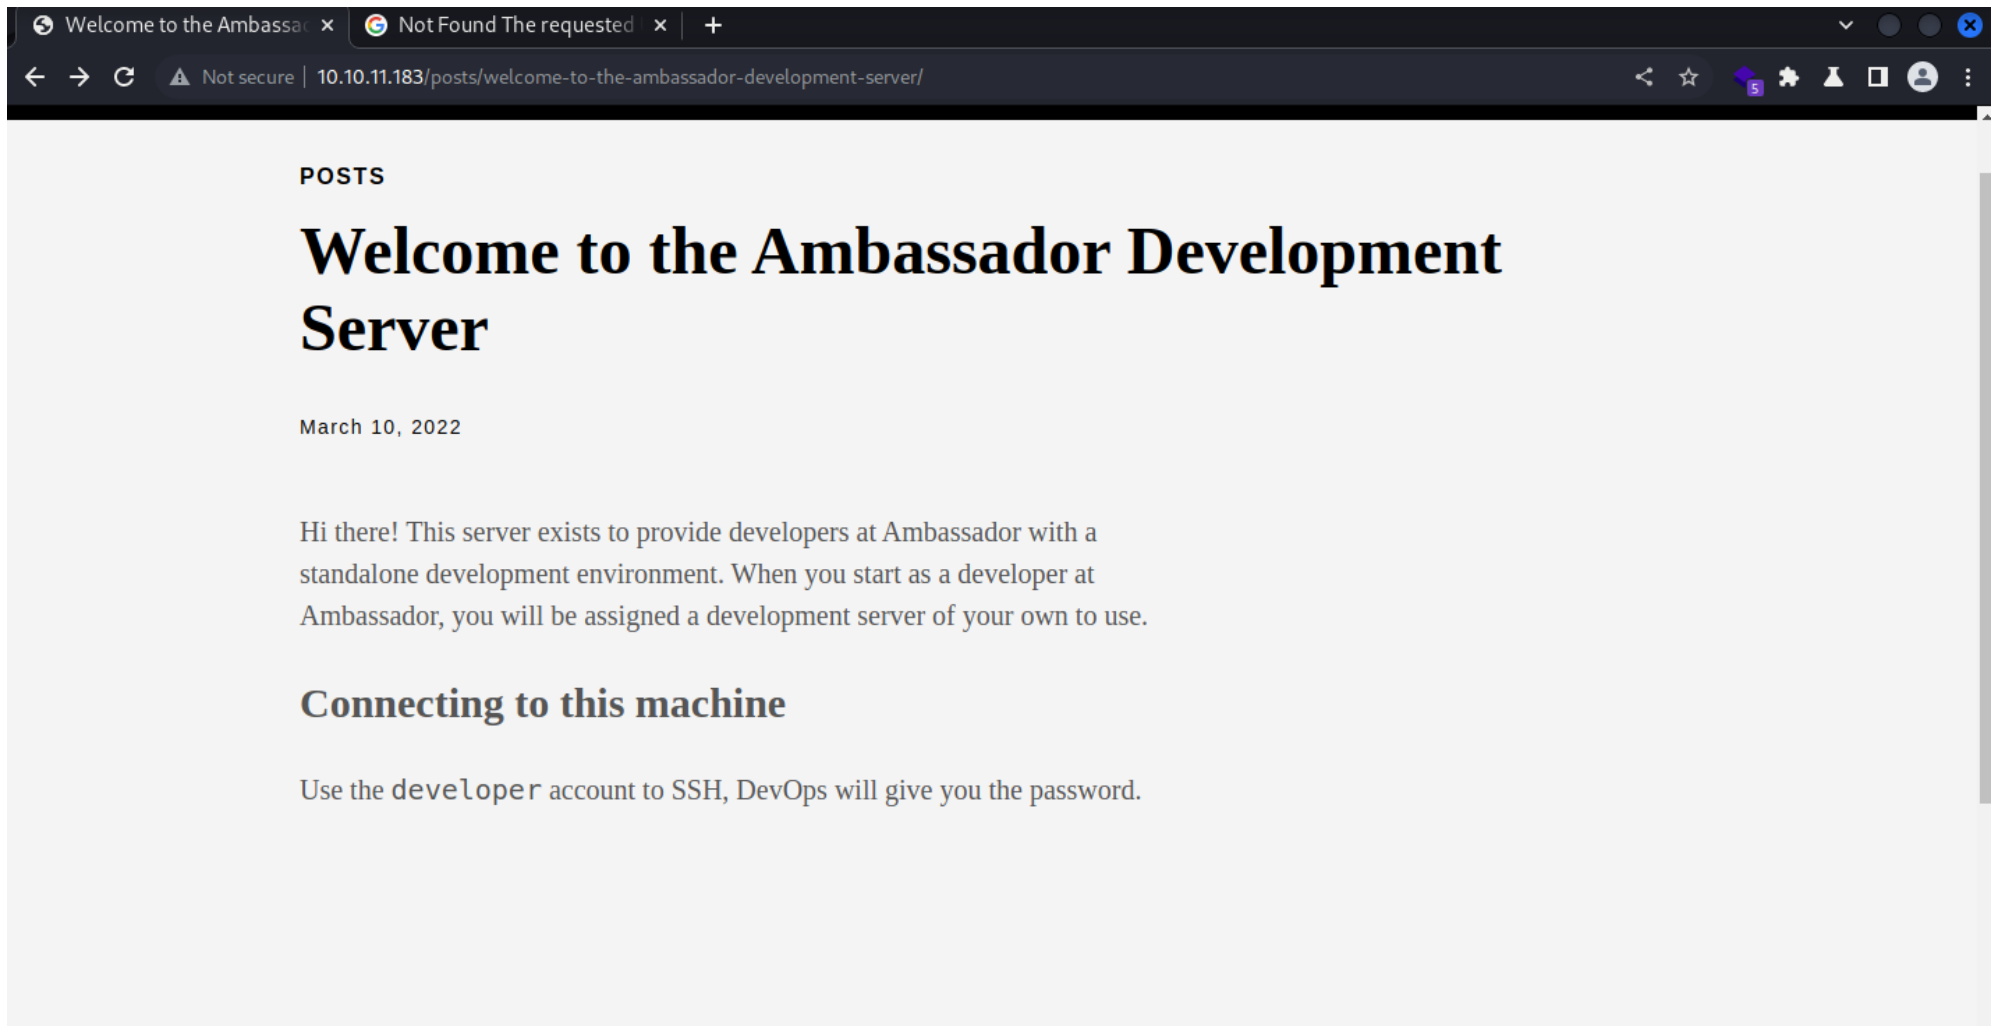 Welcome to the Ambassa
Not Found The requested
Not secure 10.10.11.183/posts/welcome-to-the-ambassador-development-server/
5
POSTS
Welcome to the Ambassador Development
Server
March 10, 2022
Hi there! This server exists to provide developers at Ambassador with a
standalone development environment. When you start as a developer at
Ambassador, you will be assigned a development server of your own to use.
Connecting to this machine
Use the developer account to SSH, DevOps will give you the password.